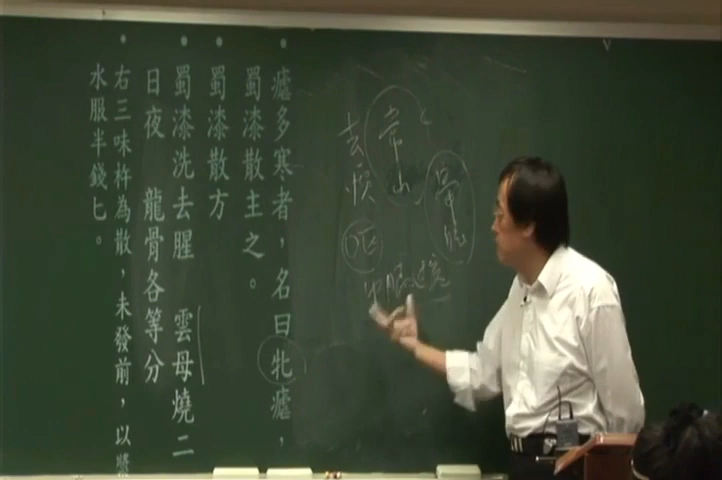 常山
• 瘧多寒者，名曰牝瘧，
蜀漆散主之。
• 蜀漆散方
• 蜀漆洗去腥 雲母燒二
日夜 龍骨各等分
• 右三味杵為散，未發前，以漿
水服半錢匕。